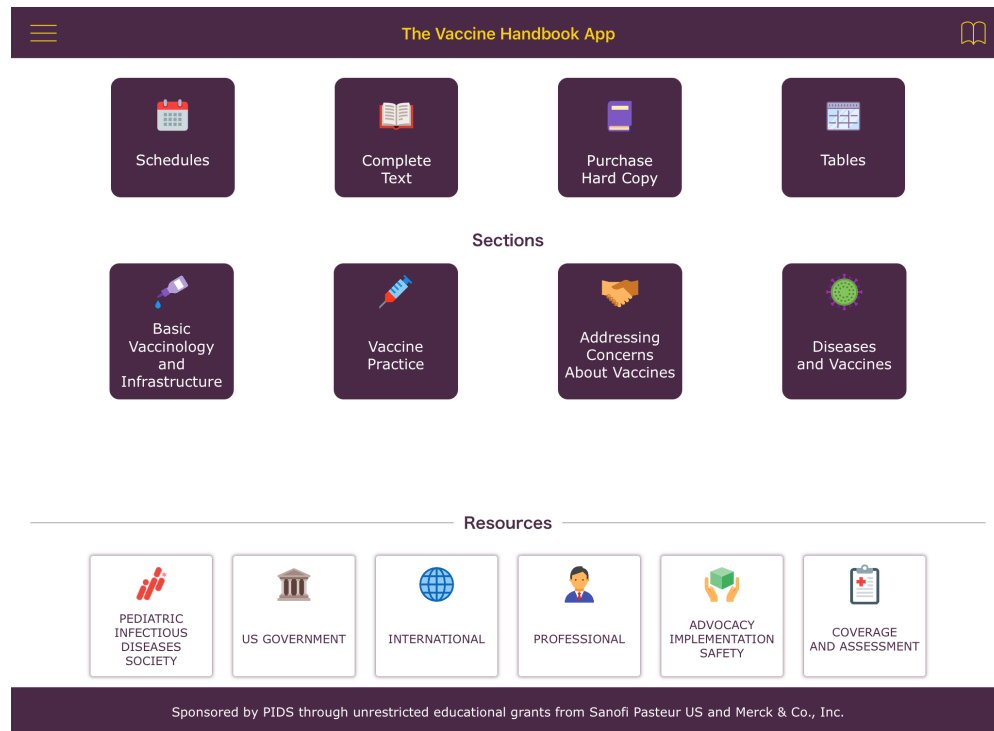 The Vaccine Handbook App
Schedules
Complete
Text
Purchase
Hard Copy
Tables
Sections
Basic
Vaccinology
and
Infrastructure
Vaccine
Practice
Addressing
Concerns
About Vaccines
Diseases
and Vaccines
Resources
PEDIATRIC
INFECTIOUS
DISEASES
SOCIETY
US GOVERNMENT
INTERNATIONAL
PROFESSIONAL
ADVOCACY
IMPLEMENTATION
SAFETY
COVERAGE
AND ASSESSMENT
Sponsored by PIDS through unrestricted educational grants from Sanofi Pasteur US and Merck & Co., Inc.